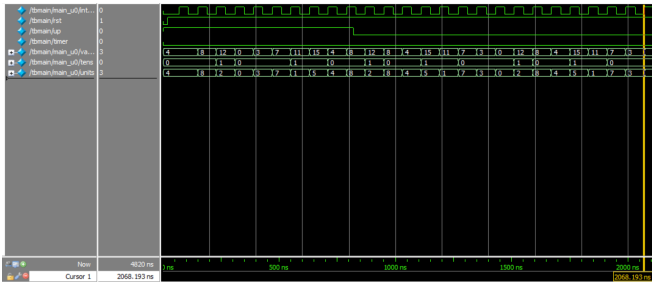 /tbmain/main_u0/int... 0
/tbmain/rst 1
/tbmain/up 0
/tbmain/timer 0
/tbmain/main_u0/va... 3 4 8 12 0 3 7 11 15 4 8 12 8 4 15 11 7 3 0 12 8 4 15 11 7 3
/tbmain/main_u0/tens 0 0 1 0 1 0 1 0 1 0 1 0 1 0
/tbmain/main_u0/units 3 4 8 2 0 3 7 1 5 4 8 2 8 4 5 1 7 3 0 2 8 4 5 1 7 3
Now 4820 ns 0 ns 500 ns 1000 ns 1500 ns 2000 ns
Cursor 1 2068.193 ns 2068.193 ns